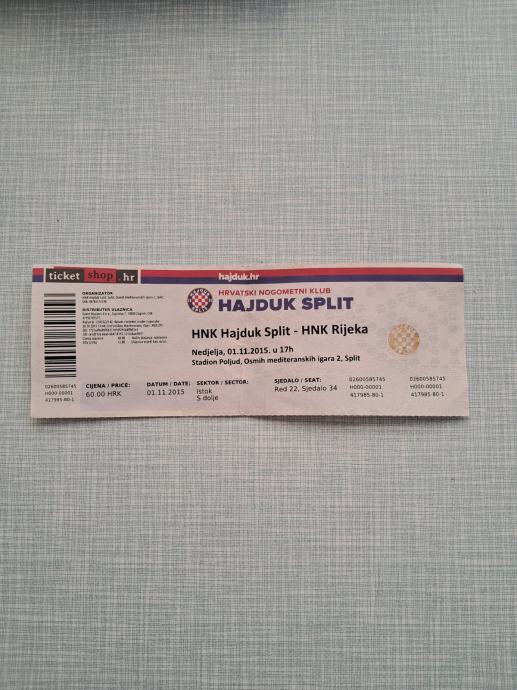 ticket shop .hr
hajduk.hr
ORGANIZATOR
DISTRIBUTER ULAZNICA
HRVATSKI NOGOMETNI KLUB
HAJDUK SPLIT
HNK Hajduk Split - HNK Rijeka
Nedjelja, 01.11.2015. u 17h
Stadion Poljud, Osmih mediteranskih igara 2, Split
02600585745
H000-00001
417985-80-1
CIJENA / PRICE:
60.00 HRK
DATUM / DATE:
01.11.2015
SEKTOR / SECTOR:
Istok
S dolje
SJEDALO / SEAT:
Red 22, Sjedalo 34
02600585745
H000-00001
417985-80-1
02600585745
H000-00001
417985-80-1